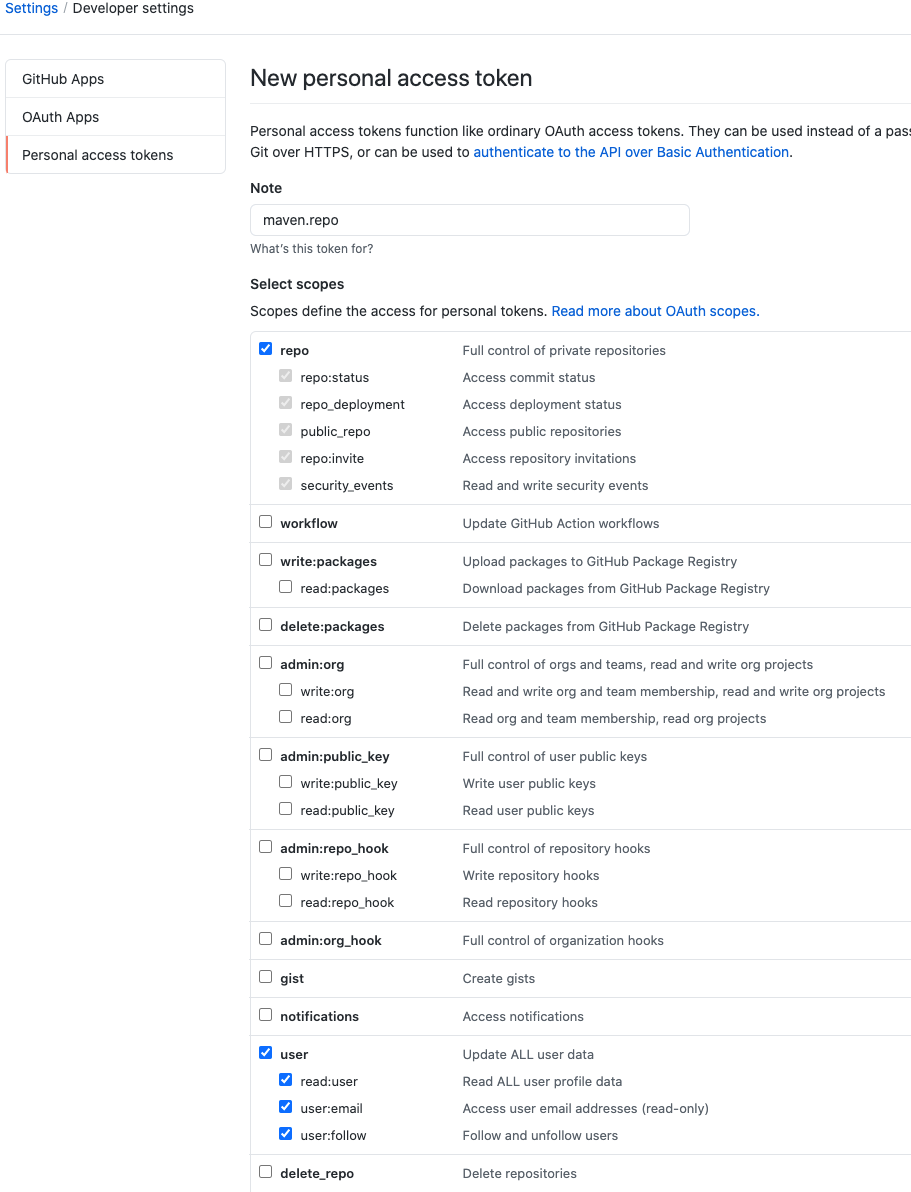 Settings / Developer settings
GitHub Apps
OAuth Apps
Personal access tokens
New personal access token
Personal access tokens function like ordinary OAuth access tokens. They can be used instead of a
Git over HTTPS, or can be used to authenticate to the API over Basic Authentication.
Note
maven.repo
What's this token for?
Select scopes
Scopes define the access for personal tokens. Read more about OAuth scopes.
repo Full control of private repositories
repo:status Access commit status
repo_deployment Access deployment status
public_repo Access public repositories
repo:invite Access repository invitations
security_events Read and write security events
workflow Update GitHub Action workflows
write:packages Upload packages to GitHub Package Registry
read:packages Download packages from GitHub Package Registry
delete:packages Delete packages from GitHub Package Registry
admin:org Full control of orgs and teams, read and write org projects
write:org Read and write org and team membership, read and write org projects
read:org Read org and team membership, read org projects
admin:public_key Full control of user public keys
write:public_key Write user public keys
read:public_key Read user public keys
admin:repo_hook Full control of repository hooks
write:repo_hook Write repository hooks
read:repo_hook Read repository hooks
admin:org_hook Full control of organization hooks
gist Create gists
notifications Access notifications
user Update ALL user data
read:user Read ALL user profile data
user:email Access user email addresses (read-only)
user:follow Follow and unfollow users
delete_repo Delete repositories